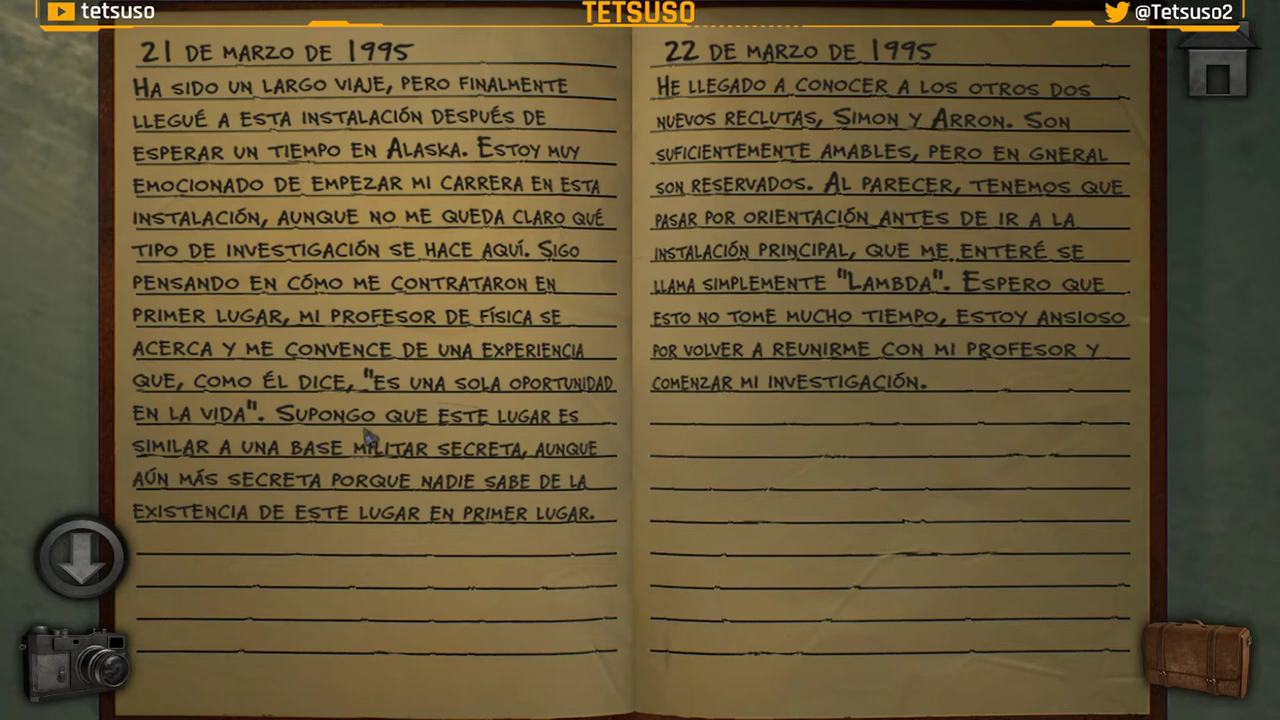 tetsuso
TETSUSO
@Tetsuso2
21 DE MARZO DE 1995
HA SIDO UN LARGO VIAJE, PERO FINALMENTE
LLEGUÉ A ESTA INSTALACIÓN DESPUÉS DE
ESPERAR UN TIEMPO EN ALASKA. ESTOY MUY
EMOCIONADO DE EMPEZAR MI CARRERA EN ESTA
INSTALACIÓN, AUNQUE NO ME QUEDA CLARO QUÉ
TIPO DE INVESTIGACIÓN SE HACE AQUÍ. SIGO
PENSANDO EN CÓMO ME CONTRATARON EN
PRIMER LUGAR, MI PROFESOR DE FÍSICA SE
ACERCA Y ME CONVENCE DE UNA EXPERIENCIA
QUE, COMO ÉL DICE, "ES UNA SOLA OPORTUNIDAD
EN LA VIDA". SUPONGO QUE ESTE LUGAR ES
SIMILAR A UNA BASE MILITAR SECRETA, AUNQUE
AÚN MÁS SECRETA PORQUE NADIE SABE DE LA
EXISTENCIA DE ESTE LUGAR EN PRIMER LUGAR.
22 DE MARZO DE 1995
HE LLEGADO A CONOCER A LOS OTROS DOS
NUEVOS RECLUTAS, SIMON Y ARRON. SON
SUFICIENTEMENTE AMABLES, PERO EN GNERAL
SON RESERVADOS. AL PARECER, TENEMOS QUE
PASAR POR ORIENTACIÓN ANTES DE IR A LA
INSTALACIÓN PRINCIPAL, QUE ME ENTERÉ SE
LLAMA SIMPLEMENTE "LAMBDA". ESPERO QUE
ESTO NO TOME MUCHO TIEMPO, ESTOY ANSIOSO
POR VOLVER A REUNIRME CON MI PROFESOR Y
COMENZAR MI INVESTIGACIÓN.